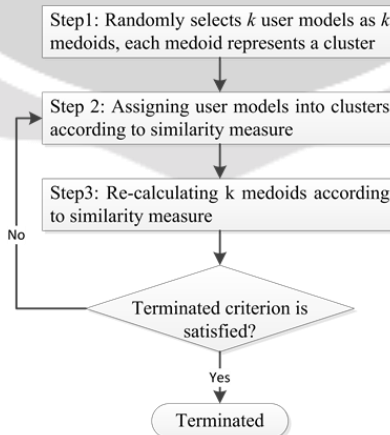 Step1: Randomly selects k user models as k
medoids, each medoid represents a cluster
Step 2: Assigning user models into clusters
according to similarity measure
Step3: Re-calculating k medoids according
to similarity measure
No
Terminated criterion is
satisfied?
Yes
Terminated